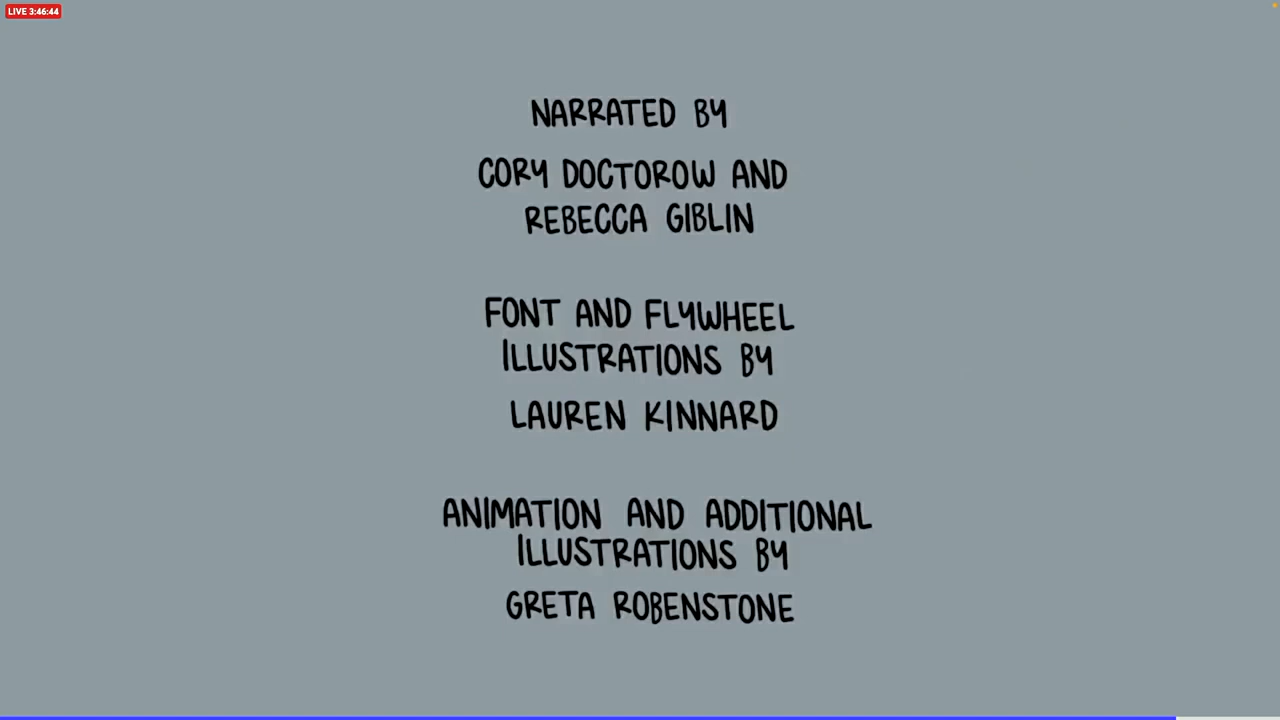 LIVE 3:46:44
NARRATED BY
CORY DOCTOROW AND
REBECCA GIBLIN
FONT AND FLYWHEEL
ILLUSTRATIONS BY
LAUREN KINNARD
ANIMATION AND ADDITIONAL
ILLUSTRATIONS BY
GRETA ROBENSTONE